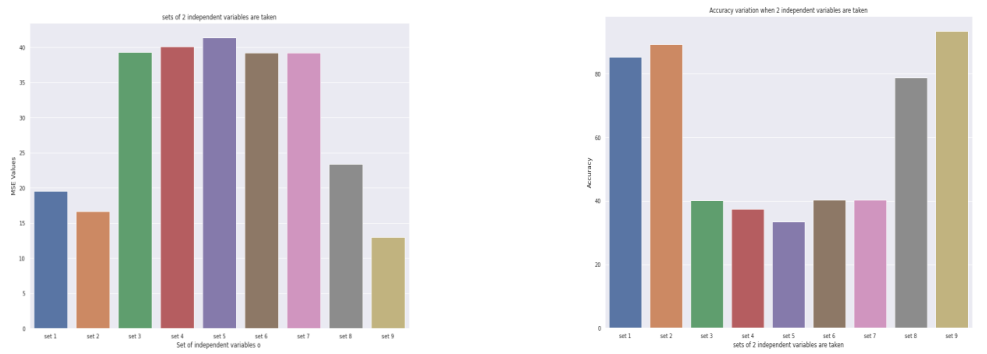 sets of 2 independent variables are taken
MSE Values
40
35
30
25
20
15
10
5
0
set 1 set 2 set 3 set 4 set 5 set 6 set 7 set 8 set 9
Set of independent variables α
Accuracy variation when 2 independent variables are taken
Accuracy
80
60
40
20
0
set 1 set 2 set 3 set 4 set 5 set 6 set 7 set 8 set 9
sets of 2 independent variables are taken